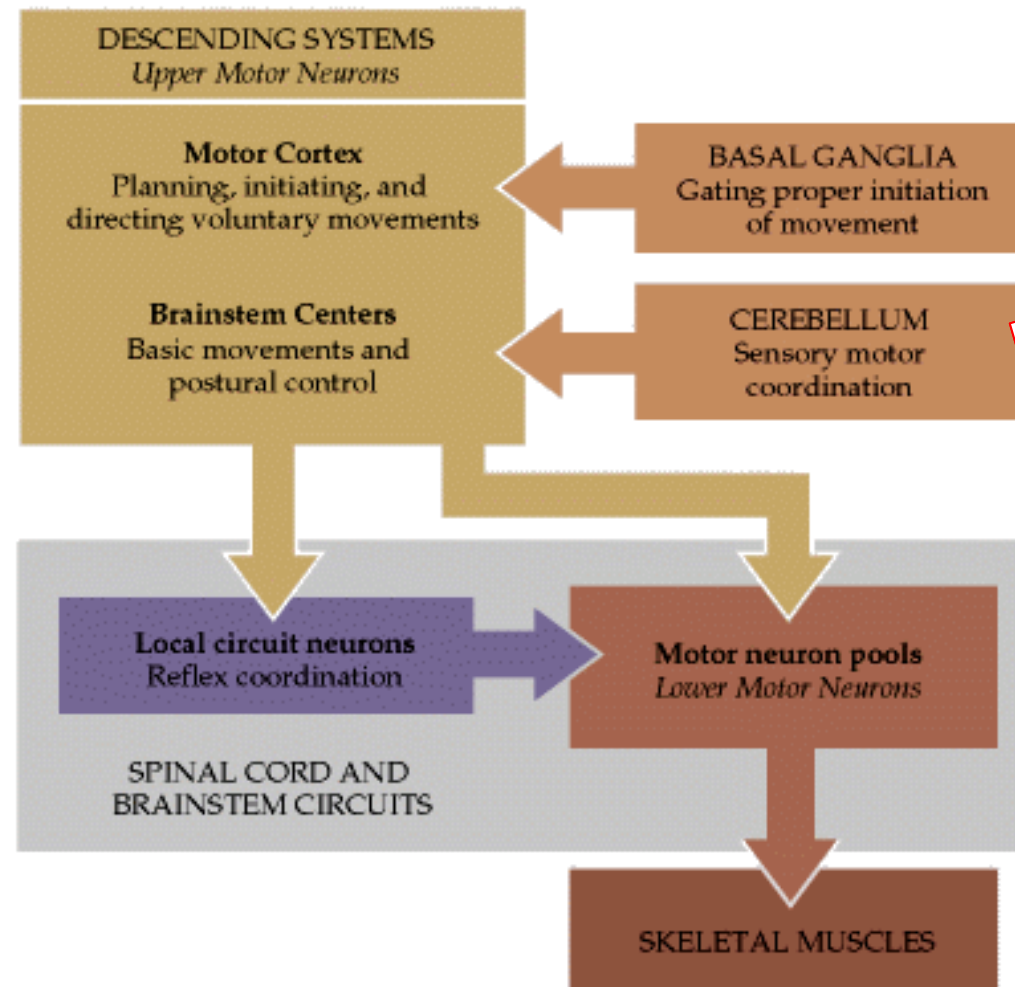 DESCENDING SYSTEMS
Upper Motor Neurons
Motor Cortex
Planning, initiating, and
directing voluntary movements
Brainstem Centers
Basic movements and
postural control
BASAL GANGLIA
Gating proper initiation
of movement
CEREBELLUM
Sensory motor
coordination
Local circuit neurons
Reflex coordination
Motor neuron pools
Lower Motor Neurons
SPINAL CORD AND
BRAINSTEM CIRCUITS
SKELETAL MUSCLES